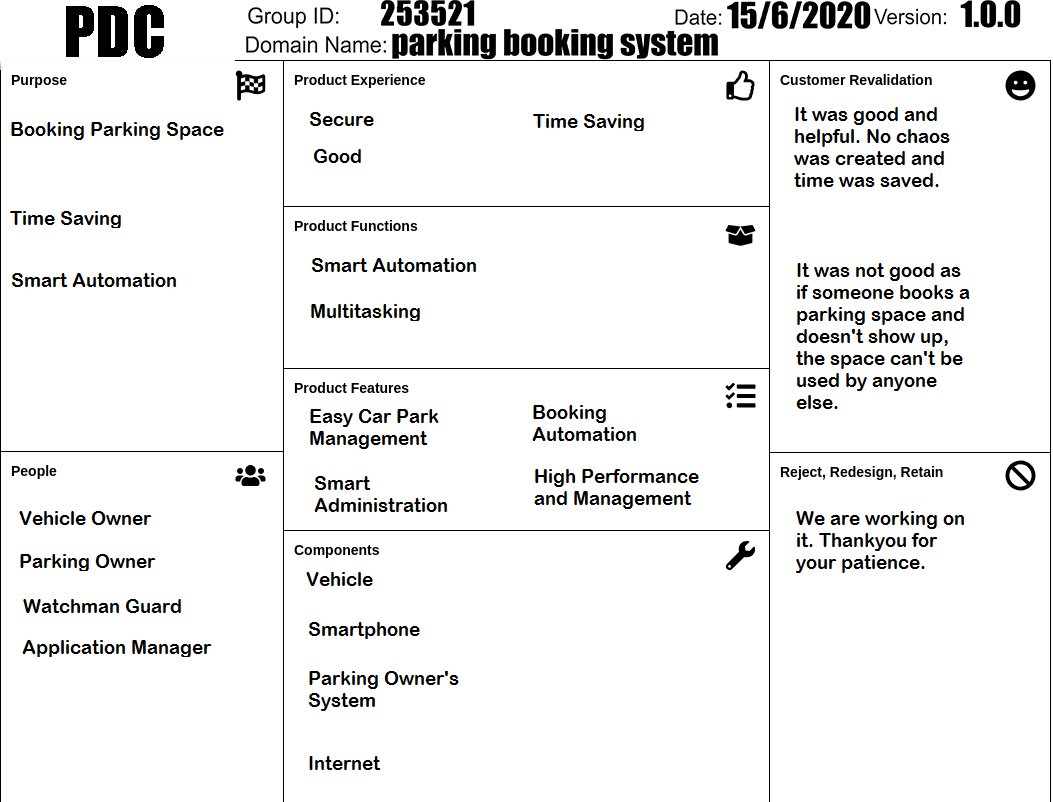 PDC
Group ID: 253521
Date: 15/6/2020 Version: 1.0.0
Domain Name: parking booking system
Purpose
Booking Parking Space
Time Saving
Smart Automation
People
Vehicle Owner
Parking Owner
Watchman Guard
Application Manager
Product Experience
Secure
Time Saving
Good
Product Functions
Smart Automation
Multitasking
Product Features
Easy Car Park
Management
Booking
Automation
Smart
Administration
High Performance
and Management
Components
Vehicle
Smartphone
Parking Owner's
System
Internet
Customer Revalidation
It was good and
helpful. No chaos
was created and
time was saved.
It was not good as
if someone books a
parking space and
doesn't show up,
the space can't be
used by anyone
else.
Reject, Redesign, Retain
We are working on
it. Thankyou for
your patience.